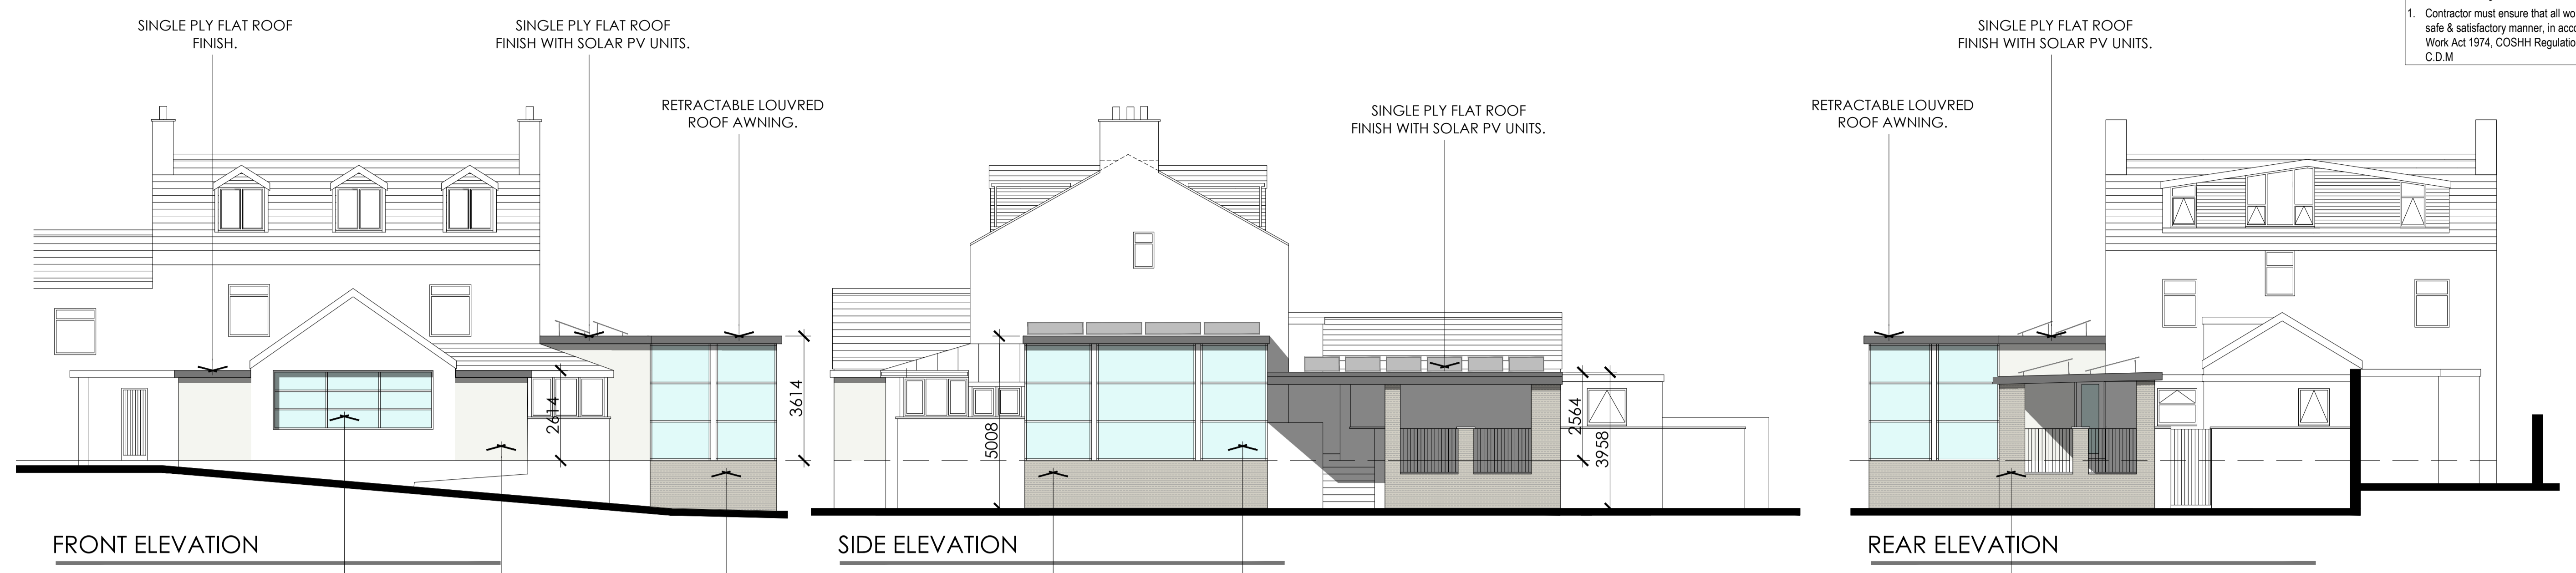 SINGLE PLY FLAT ROOF
FINISH.
SINGLE PLY FLAT ROOF
FINISH WITH SOLAR PV UNITS.
RETRACTABLE LOUVRED
ROOF AWNING.
2614
3614
FRONT ELEVATION
SINGLE PLY FLAT ROOF
FINISH WITH SOLAR PV UNITS.
5008
2564
3958
SIDE ELEVATION
RETRACTABLE LOUVRED
ROOF AWNING.
SINGLE PLY FLAT ROOF
FINISH WITH SOLAR PV UNITS.
REAR ELEVATION
1. Contractor must ensure that all wo
safe & satisfactory manner, in acco
Work Act 1974, COSHH Regulatio
C.D.M